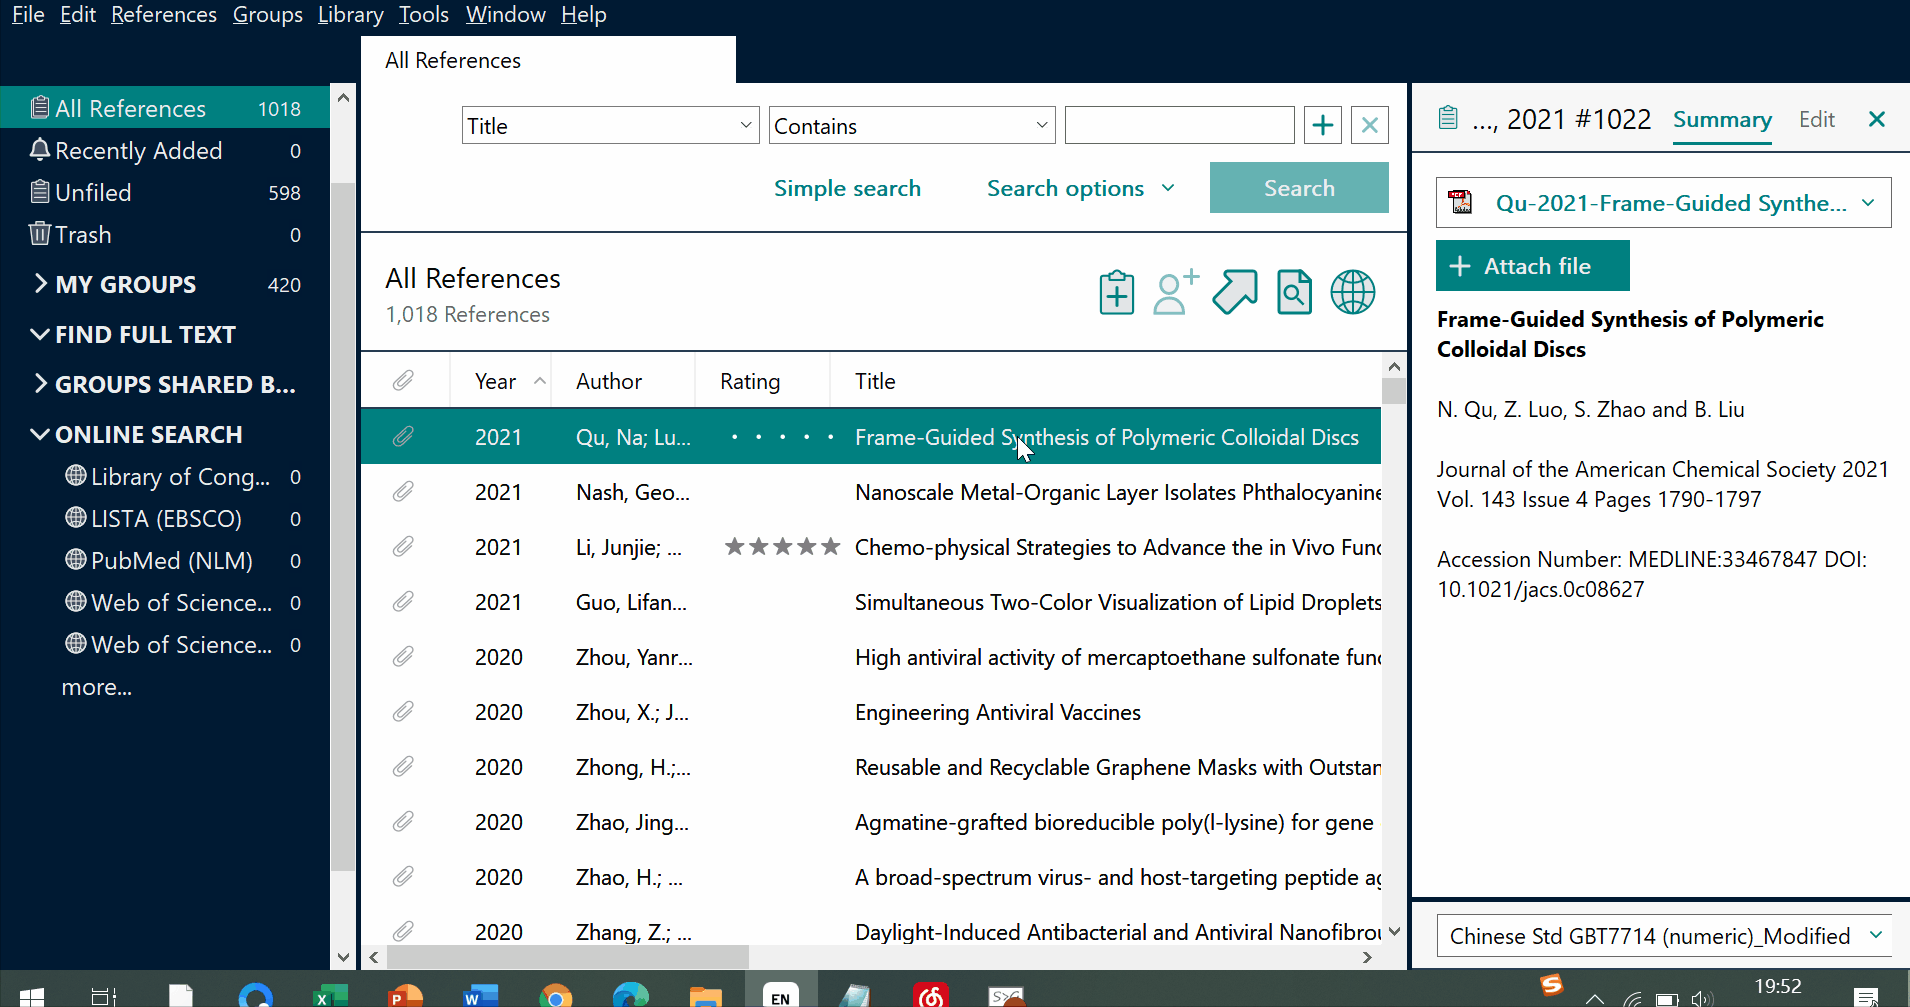 File Edit References Groups Library Tools Window Help
All References
All References 1018
Recently Added 0
Unfiled 598
Trash 0
MY GROUPS 420
FIND FULL TEXT
GROUPS SHARED B...
ONLINE SEARCH
Library of Cong... 0
LISTA (EBSCO) 0
PubMed (NLM) 0
Web of Science... 0
Web of Science... 0
more...
Title Contains
Simple search Search options Search
All References
1,018 References
Year Author Rating Title
2021 Qu, Na; Lu... Frame-Guided Synthesis of Polymeric Colloidal Discs
2021 Nash, Geo... Nanoscale Metal-Organic Layer Isolates Phthalocyanine
2021 Li, Junjie; ... ★★★★★ Chemo-physical Strategies to Advance the in Vivo Func
2021 Guo, Lifan... Simultaneous Two-Color Visualization of Lipid Droplets
2020 Zhou, Yanr... High antiviral activity of mercaptoethane sulfonate func
2020 Zhou, X.; J... Engineering Antiviral Vaccines
2020 Zhong, H.;... Reusable and Recyclable Graphene Masks with Outstan
2020 Zhao, Jing... Agmatine-grafted bioreducible poly(l-lysine) for gene
2020 Zhao, H.; ... A broad-spectrum virus- and host-targeting peptide ag
2020 Zhang, Z.; ... Daylight-Induced Antibacterial and Antiviral Nanofibrou
..., 2021 #1022 Summary Edit
Qu-2021-Frame-Guided Synthe...
Attach file
Frame-Guided Synthesis of Polymeric
Colloidal Discs
N. Qu, Z. Luo, S. Zhao and B. Liu
Journal of the American Chemical Society 2021
Vol. 143 Issue 4 Pages 1790-1797
Accession Number: MEDLINE:33467847 DOI:
10.1021/jacs.0c08627
Chinese Std GBT7714 (numeric)_Modified
EN
19:52